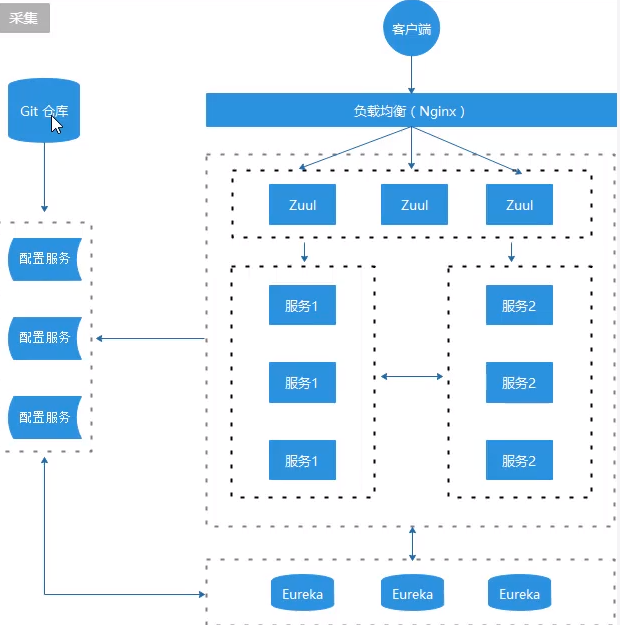 采集
客户端
Git 仓库
负载均衡（Nginx）
Zuul
Zuul
Zuul
配置服务
配置服务
配置服务
服务1
服务1
服务1
服务2
服务2
服务2
Eureka
Eureka
Eureka